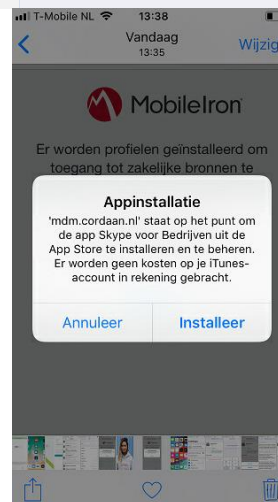 T-Mobile NL 13:38
Vandaag
13:35
Wijzig
MobileIron
Er worden profielen geïnstalleerd om
toegang tot zakelijke bronnen te
Appinstallatie
'mdm.cordaan.nl' staat op het punt om
de app Skype voor Bedrijven uit de
App Store te installeren en te beheren.
Er worden geen kosten op je iTunes-
account in rekening gebracht.
Annuleer Installeer